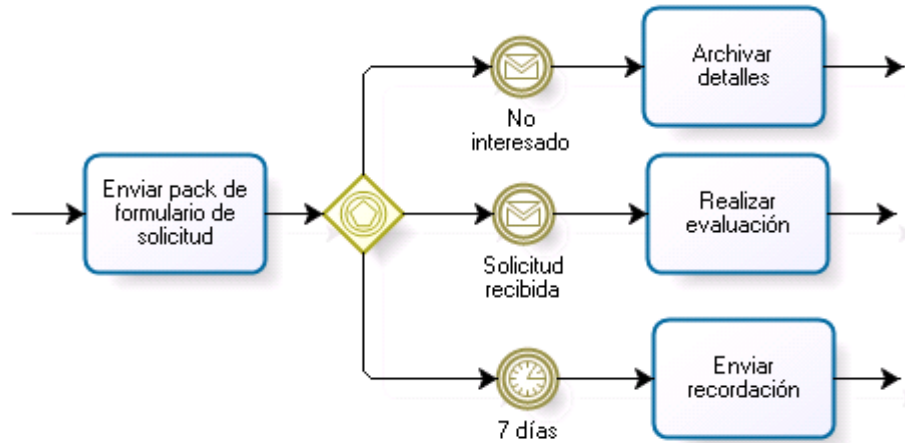 Archivar
detalles
No
interesado
Enviar pack de
formulario de
solicitud
Realizar
evaluación
Solicitud
recibida
Enviar
recordación
7 días